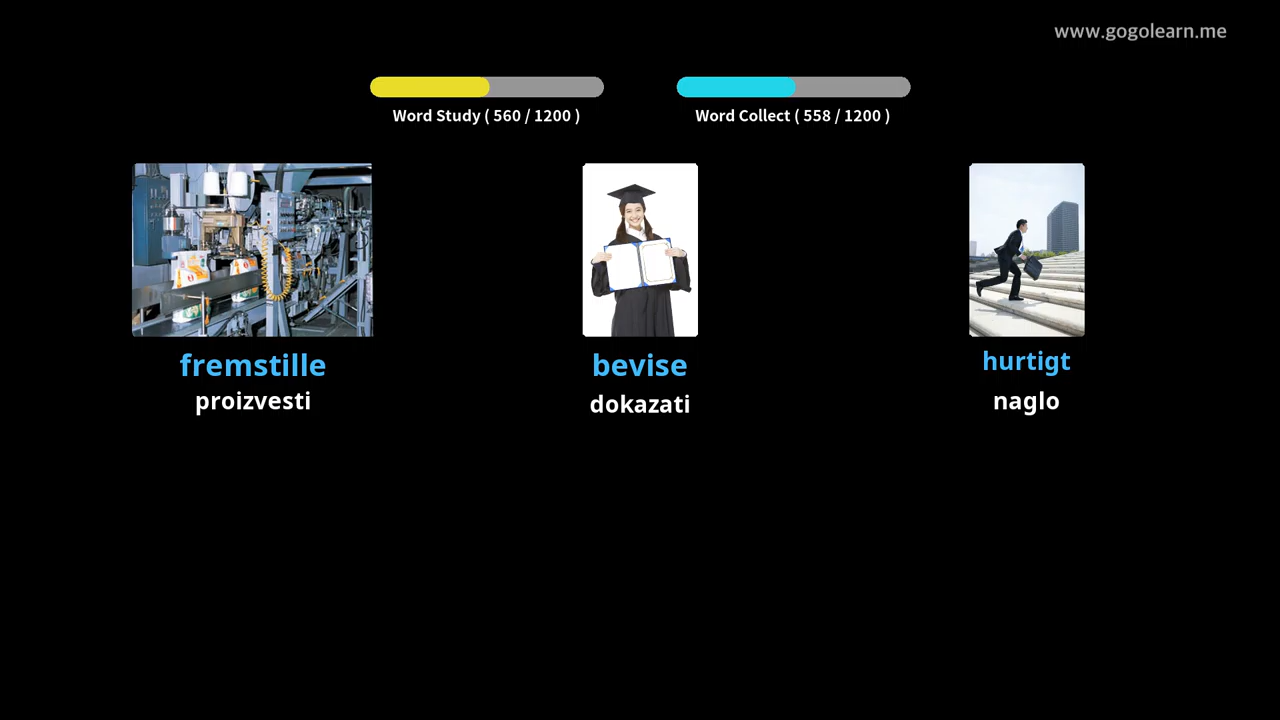 www.gogolearn.me
Word Study ( 560 / 1200 )
Word Collect ( 558 / 1200 )
fremstille
proizvesti
bevise
dokazati
hurtigt
naglo